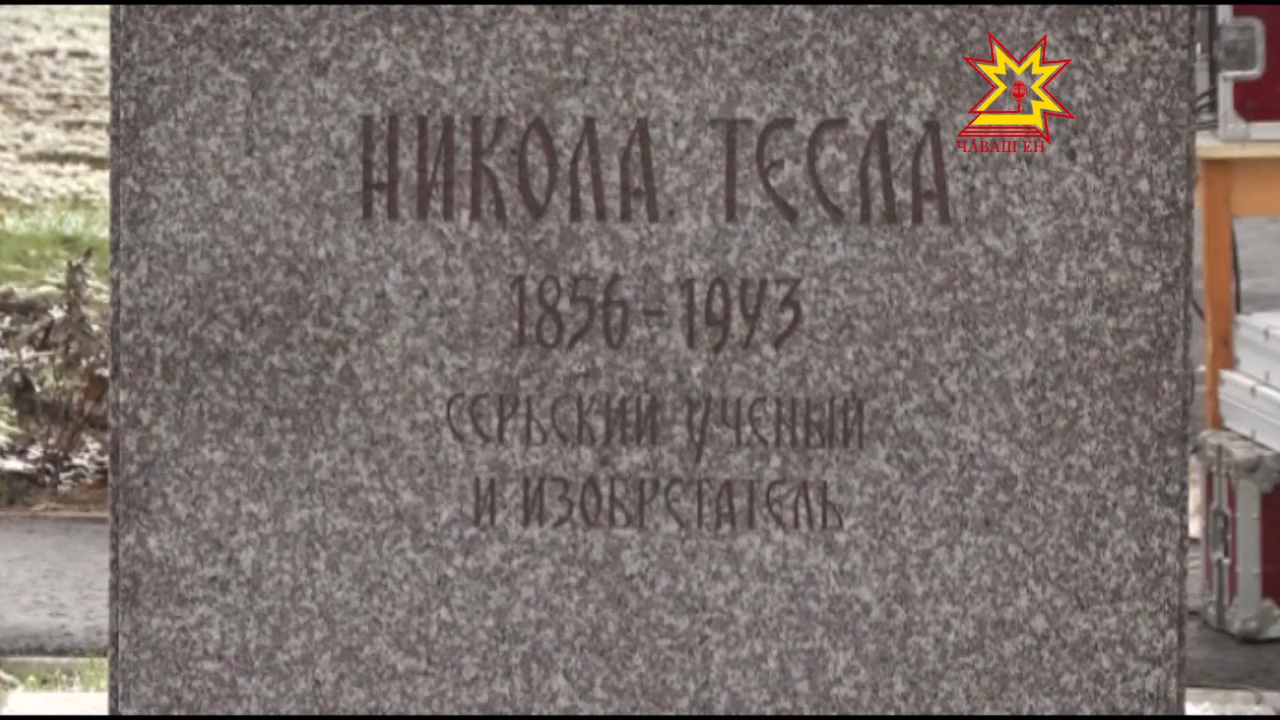 ЧĂВАШ ЕН
НИКОЛА ТЕСЛА
1856-1943
СЕРБСКИЙ УЧЕНЫЙ
И ИЗОБРЕТАТЕЛЬ